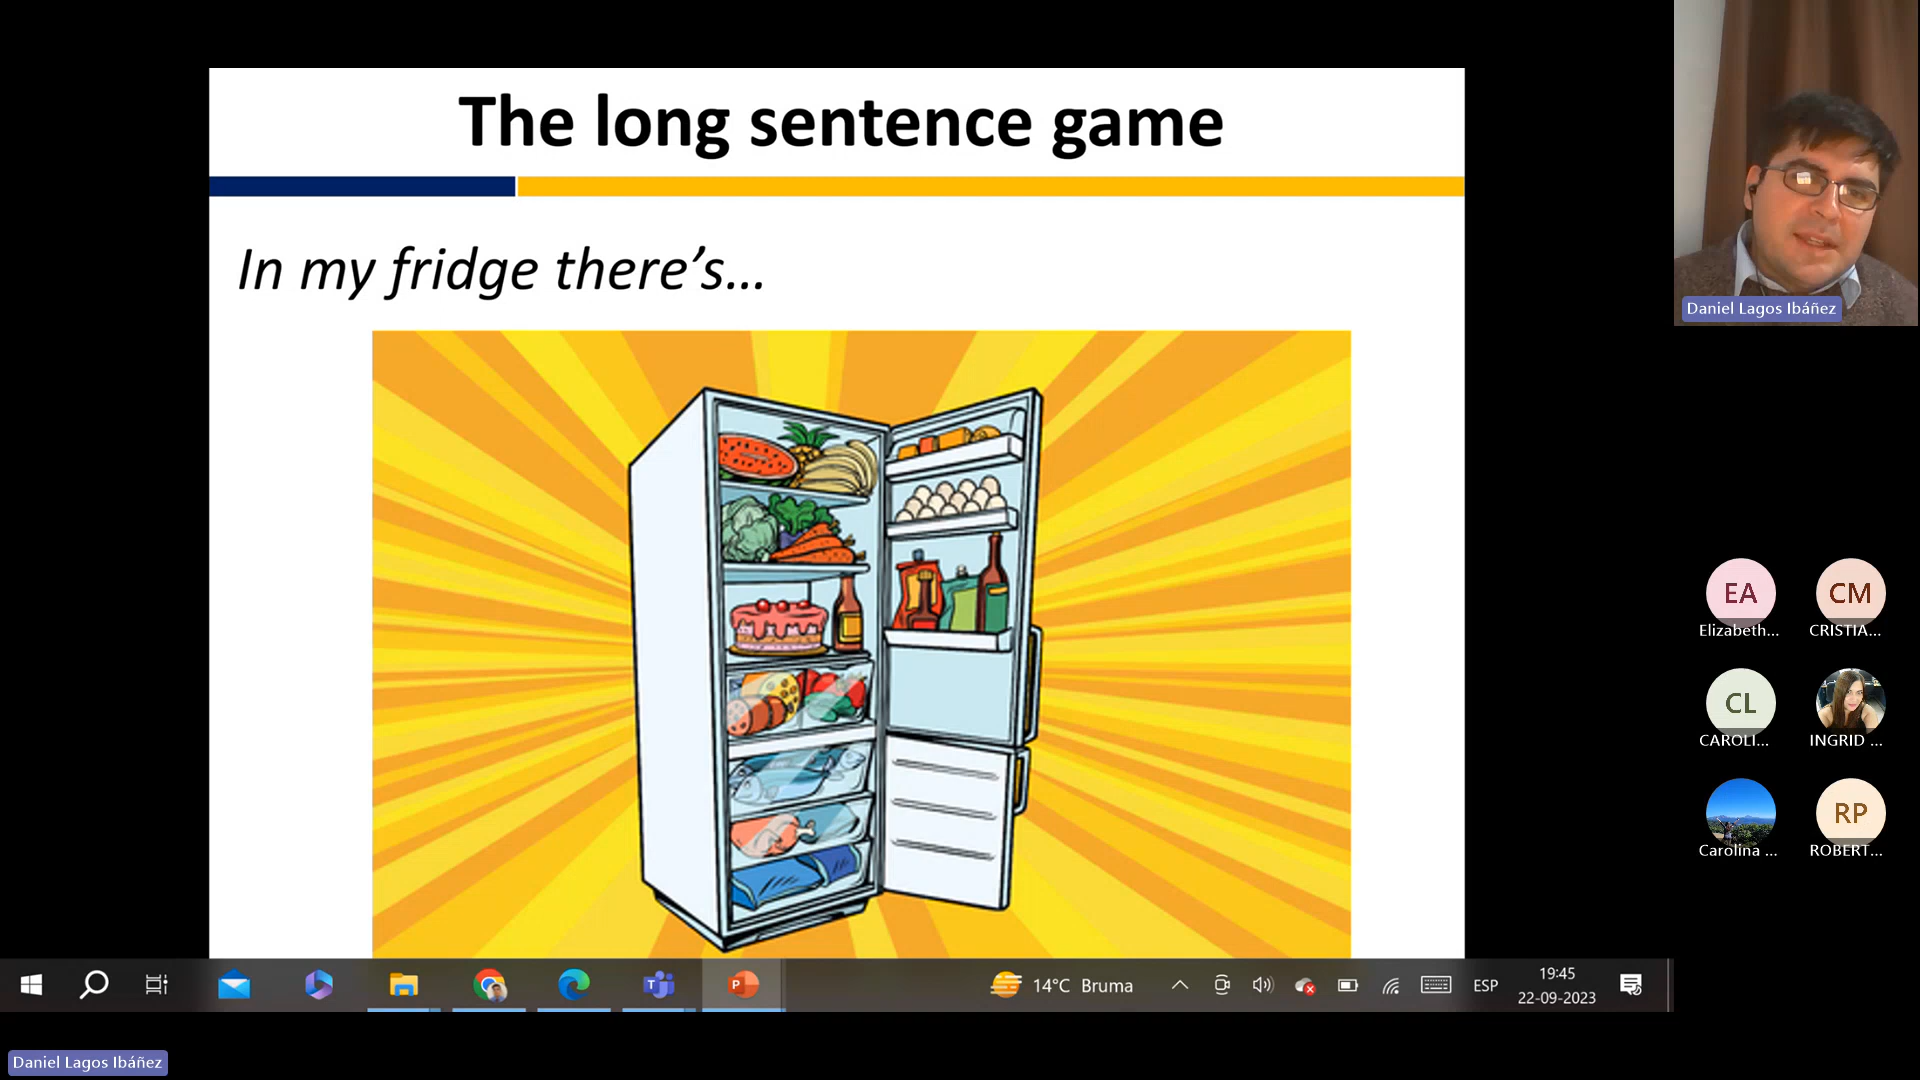 The long sentence game
In my fridge there’s...
Daniel Lagos Ibáñez
EA
CM
Elizabeth...
CRISTIA...
CL
CAROLI...
INGRID ...
RP
Carolina ...
ROBERT...
14°C Bruma
ESP
19:45
22-09-2023
Daniel Lagos Ibáñez